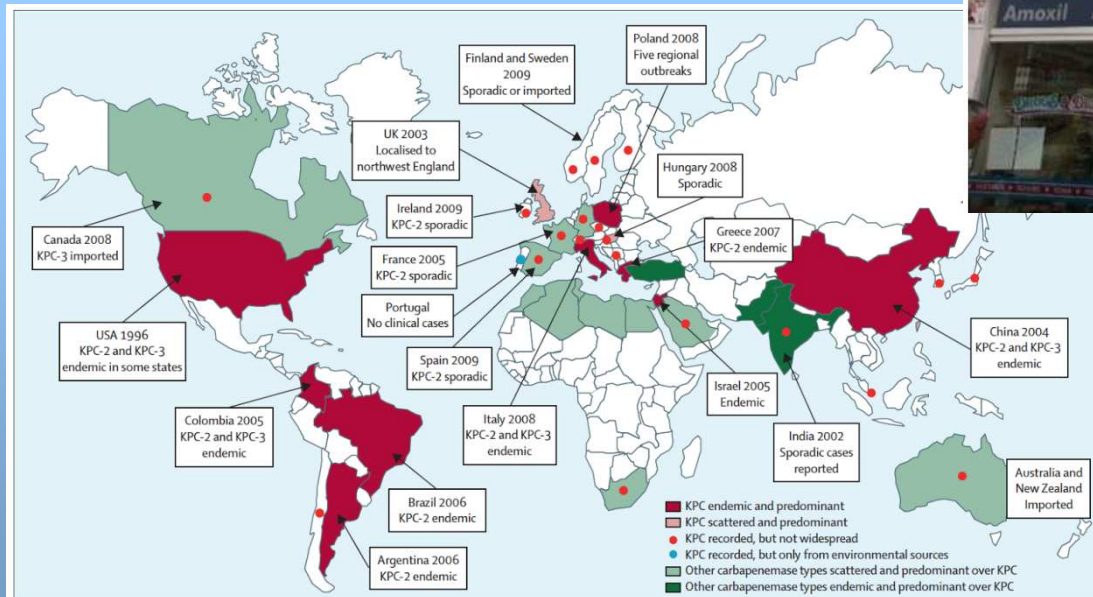 Amoxil
Finland and Sweden
2009
Sporadic or imported
Poland 2008
Five regional
outbreaks
UK 2003
Localised to
northwest England
Hungary 2008
Sporadic
Ireland 2009
KPC-2 sporadic
Greece 2007
KPC-2 endemic
Canada 2008
KPC-3 imported
France 2005
KPC-2 sporadic
Portugal
No clinical cases
USA 1996
KPC-2 and KPC-3
endemic in some states
Spain 2009
KPC-2 sporadic
China 2004
KPC-2 and KPC-3
endemic
Israel 2005
Endemic
Colombia 2005
KPC-2 and KPC-3
endemic
Italy 2008
KPC-2 and KPC-3
endemic
India 2002
Sporadic cases
reported
Australia and
New Zealand
Imported
Brazil 2006
KPC-2 endemic
Argentina 2006
KPC-2 endemic
KPC endemic and predominant
KPC scattered and predominant
KPC recorded, but not widespread
KPC recorded, but only from environmental sources
Other carbapenemase types scattered and predominant over KPC
Other carbapenemase types endemic and predominant over KPC